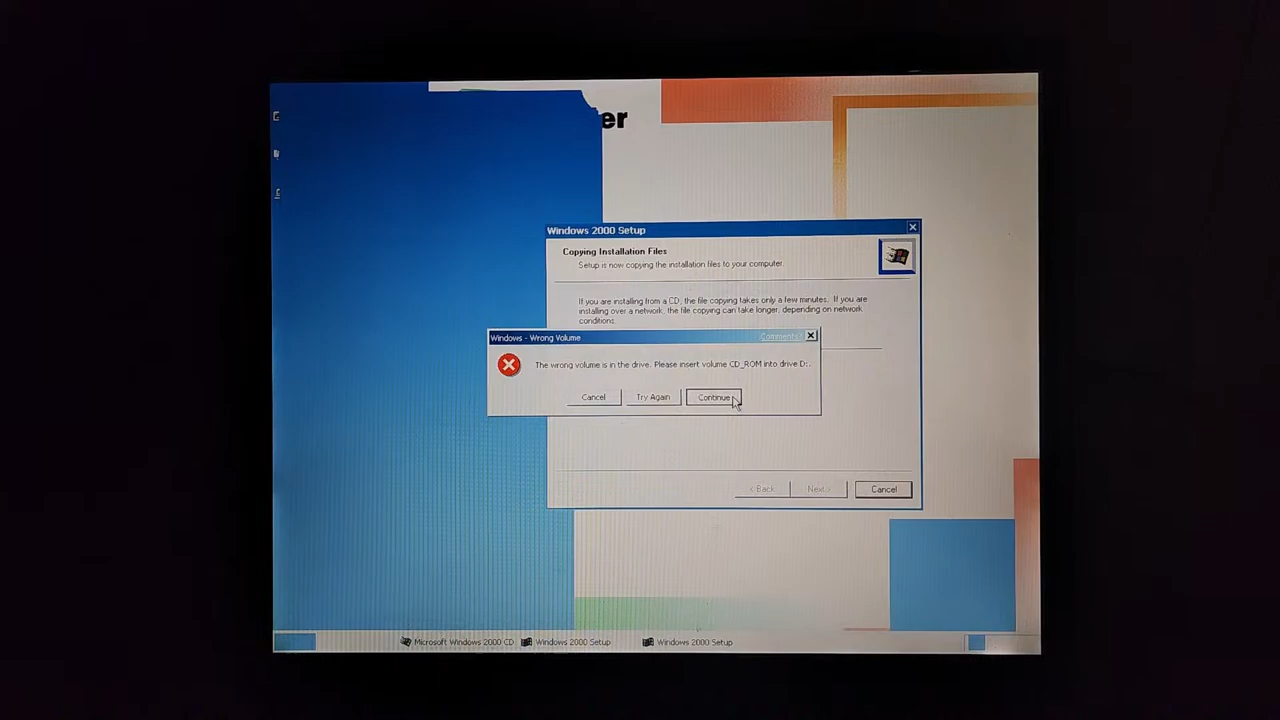 er
Windows 2000 Setup
Copying Installation Files
Setup is now copying the installation files to your computer.
If you are installing from a CD, the file copying takes only a few minutes. If you are
installing over a network, the file copying can take longer, depending on network
conditions.
Windows - Wrong Volume
Comments
The wrong volume is in the drive. Please insert volume CD_ROM into drive D:.
Cancel
Try Again
Continue
< Back
Next >
Cancel
Microsoft Windows 2000 CD
Windows 2000 Setup
Windows 2000 Setup